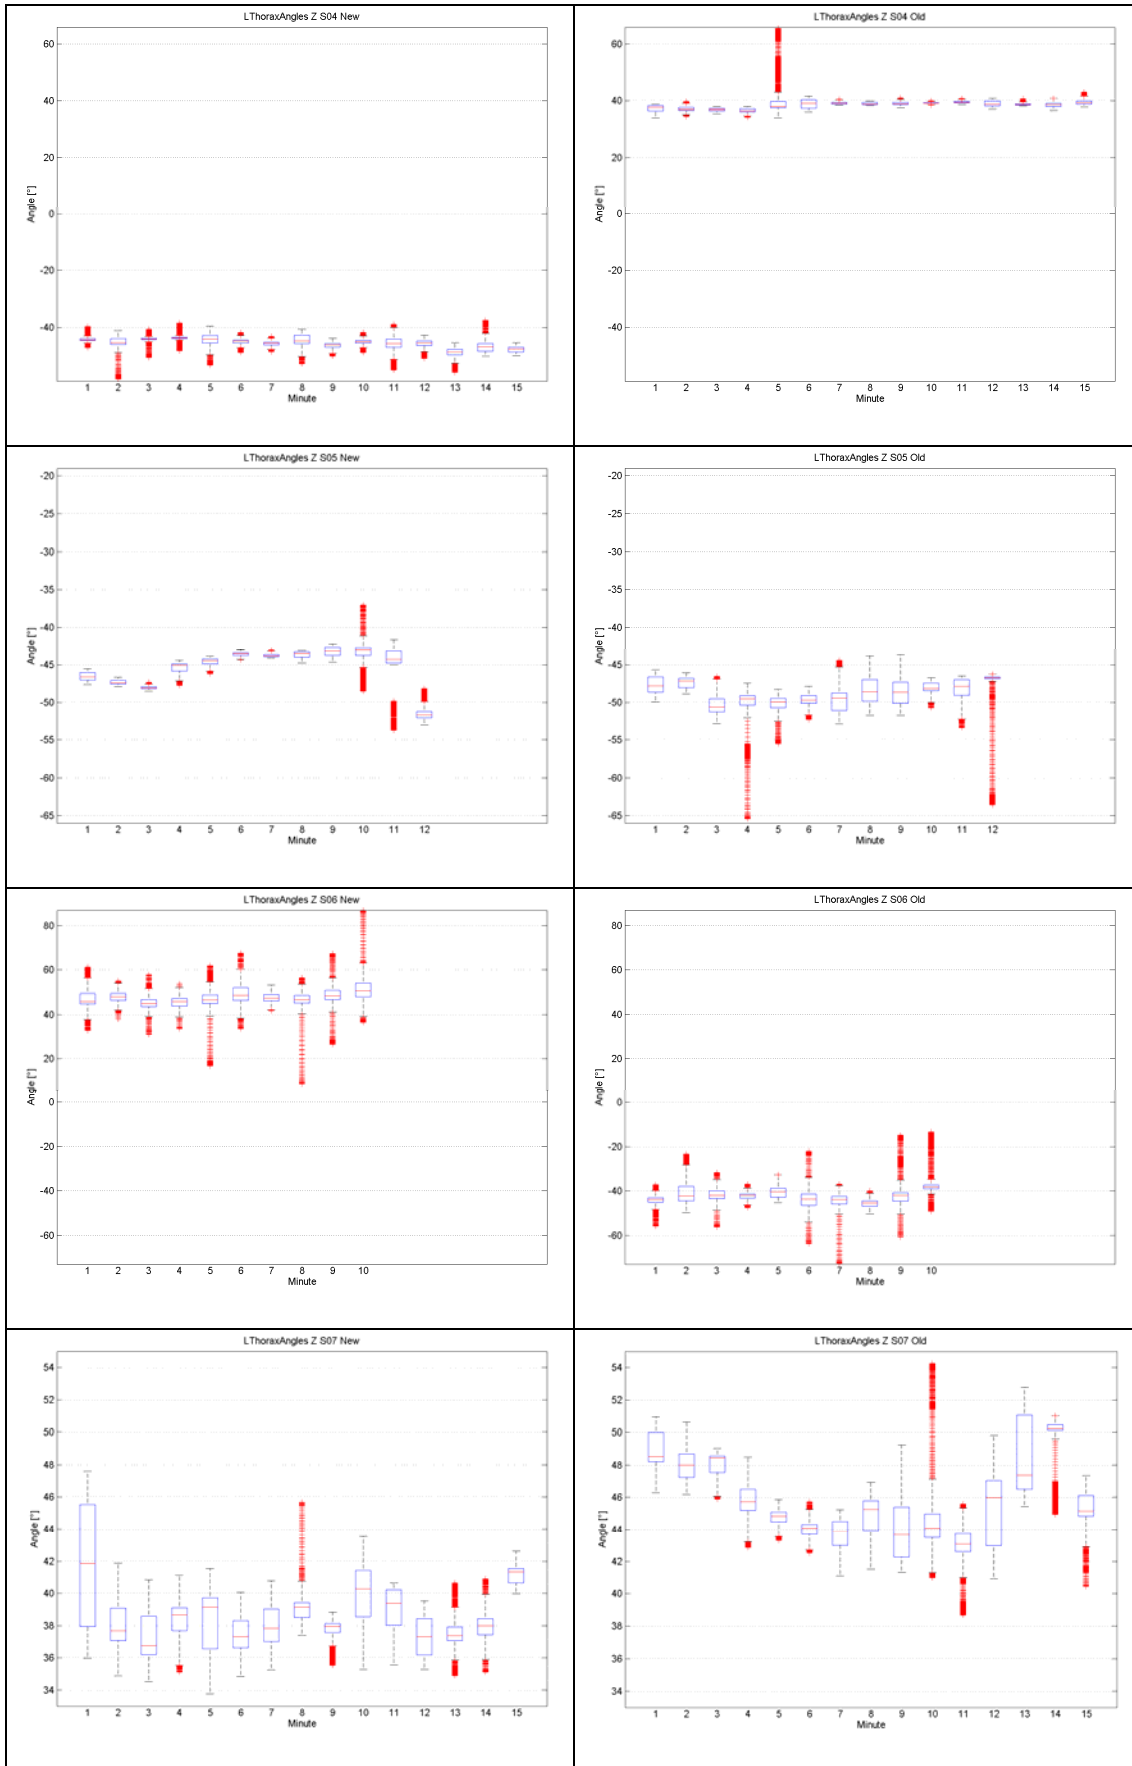 LThoraxAngles Z S04 New
60
40
20
0
-20
-40
Angle [°]
1 2 3 4 5 6 7 8 9 10 11 12 13 14 15
Minute
LThoraxAngles Z S04 Old
60
40
20
0
-20
-40
Angle [°]
1 2 3 4 5 6 7 8 9 10 11 12 13 14 15
Minute
LThoraxAngles Z S05 New
-20
-25
-30
-35
-40
-45
-50
-55
-60
-65
Angle [°]
1 2 3 4 5 6 7 8 9 10 11 12
Minute
LThoraxAngles Z S05 Old
-20
-25
-30
-35
-40
-45
-50
-55
-60
-65
Angle [°]
1 2 3 4 5 6 7 8 9 10 11 12
Minute
LThoraxAngles Z S06 New
80
60
40
20
0
-20
-40
-60
Angle [°]
1 2 3 4 5 6 7 8 9 10
Minute
LThoraxAngles Z S06 Old
80
60
40
20
0
-20
-40
-60
Angle [°]
1 2 3 4 5 6 7 8 9 10
Minute
LThoraxAngles Z S07 New
54
52
50
48
46
44
42
40
38
36
34
Angle [°]
1 2 3 4 5 6 7 8 9 10 11 12 13 14 15
Minute
LThoraxAngles Z S07 Old
54
52
50
48
46
44
42
40
38
36
34
Angle [°]
1 2 3 4 5 6 7 8 9 10 11 12 13 14 15
Minute